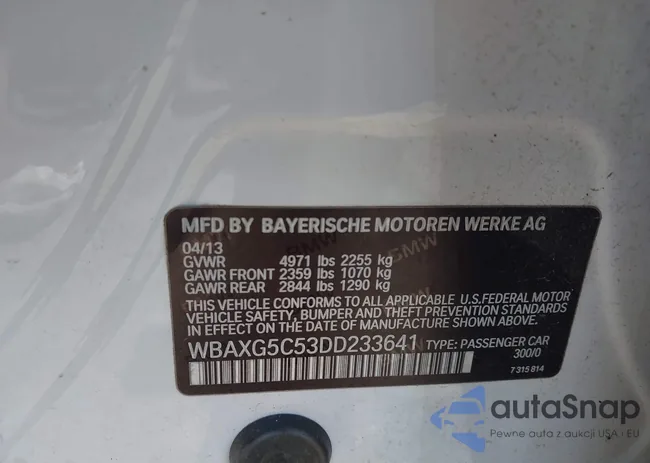 MFD BY BAYERISCHE MOTOREN WERKE AG
04/13
GVWR 4971 lbs 2255 kg
GAWR FRONT 2359 lbs 1070 kg
GAWR REAR 2844 lbs 1290 kg
THIS VEHICLE CONFORMS TO ALL APPLICABLE U.S.FEDERAL MOTOR
VEHICLE SAFETY, BUMPER AND THEFT PREVENTION STANDARDS
IN EFFECT ON THE DATE OF MANUFACTURE SHOWN ABOVE.
WBAXG5C53DD233641 TYPE: PASSENGER CAR
300/0
7 315 814
autaSnap
Pewne auta z aukcji USA i EU